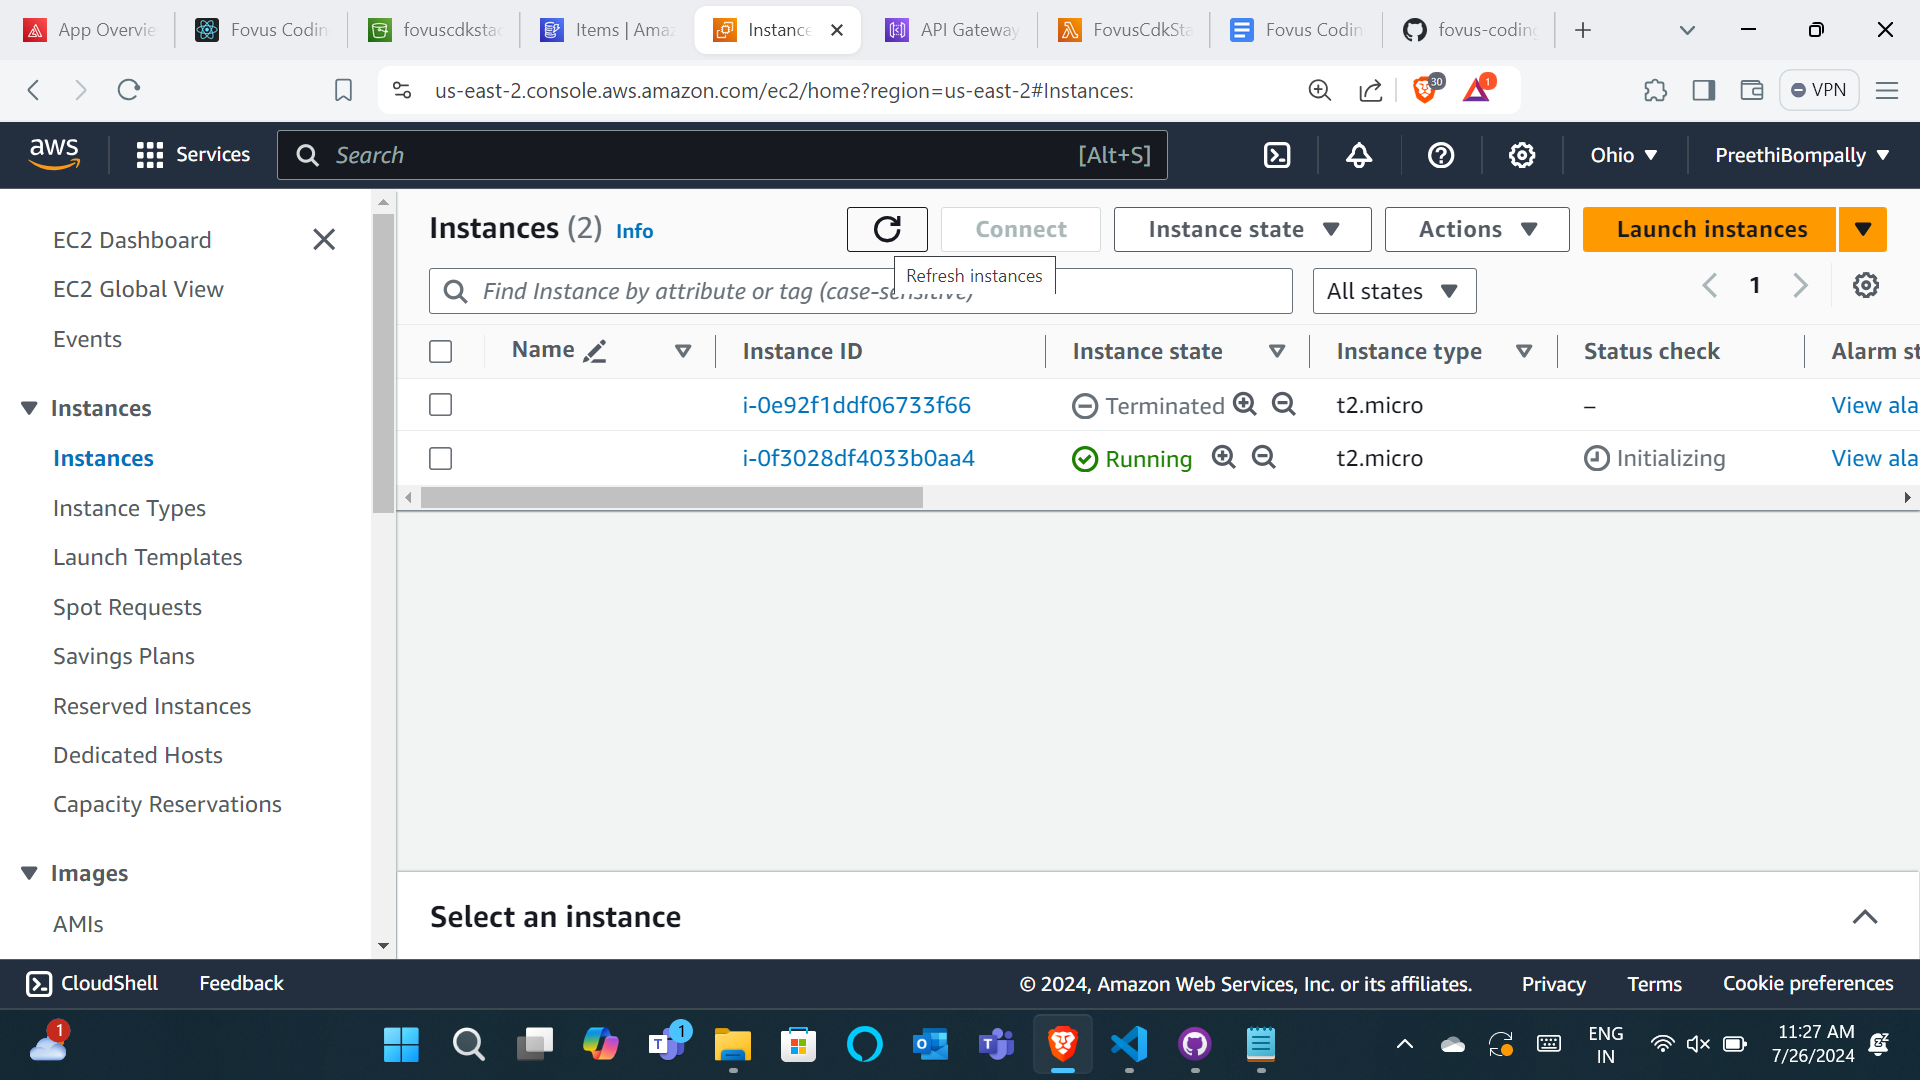 App Overvie
Fovus Codin
fovuscdkstac
Items | Amaz
Instance
API Gateway
FovusCdkSta
Fovus Codin
fovus-coding
us-east-2.console.aws.amazon.com/ec2/home?region=us-east-2#Instances:
30
1
VPN
aws
Services
Search
[Alt+S]
Ohio
PreethiBompally
EC2 Dashboard
EC2 Global View
Events
Instances
Instances
Instance Types
Launch Templates
Spot Requests
Savings Plans
Reserved Instances
Dedicated Hosts
Capacity Reservations
Images
AMIs
Instances (2) Info
Connect
Instance state
Actions
Launch instances
Refresh instances
Find Instance by attribute or tag (case-sensitive)
All states
1
Name
Instance ID
Instance state
Instance type
Status check
Alarm st
i-0e92f1ddf06733f66
Terminated
t2.micro
–
View ala
i-0f3028df4033b0aa4
Running
t2.micro
Initializing
View ala
Select an instance
CloudShell
Feedback
© 2024, Amazon Web Services, Inc. or its affiliates.
Privacy
Terms
Cookie preferences
1
1
ENG
IN
11:27 AM
7/26/2024